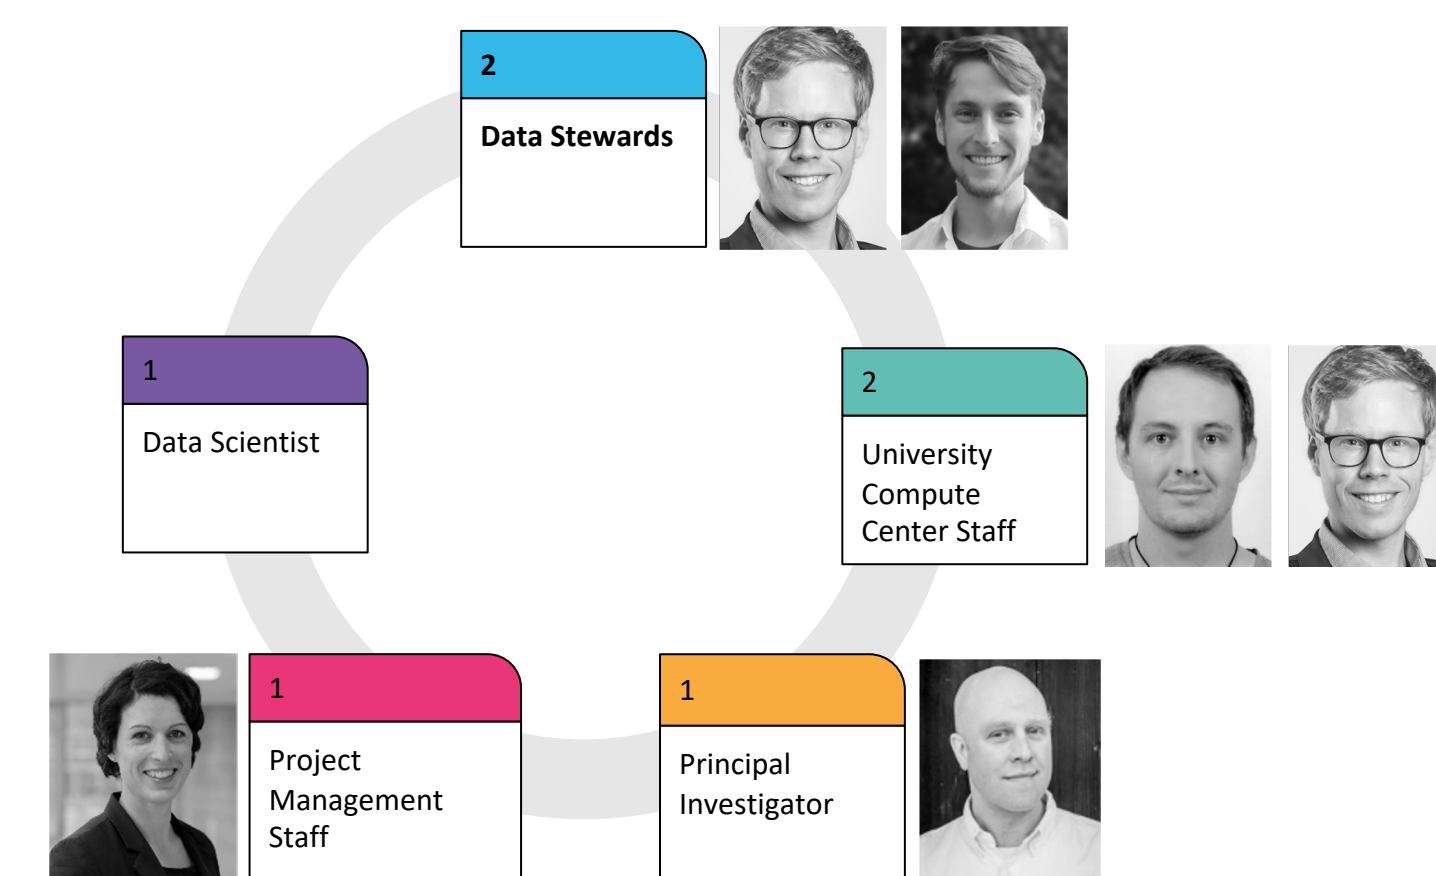 2
Data Stewards
1
Data Scientist
2
University
Compute
Center Staff
1
Project
Management
Staff
1
Principal
Investigator